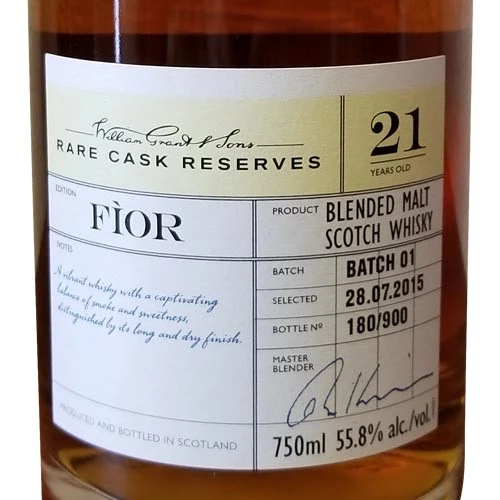 William Grant & Sons
RARE CASK RESERVES
21
YEARS OLD
EDITION
FÌOR
PRODUCT
BLENDED MALT
SCOTCH WHISKY
NOTES
A vibrant whisky with a captivating
balance of smoke and sweetness,
distinguished by its long and dry finish.
BATCH BATCH 01
SELECTED 28.07.2015
BOTTLE Nº 180/900
MASTER
BLENDER
PRODUCED AND BOTTLED IN SCOTLAND
750ml 55.8% alc./vol.